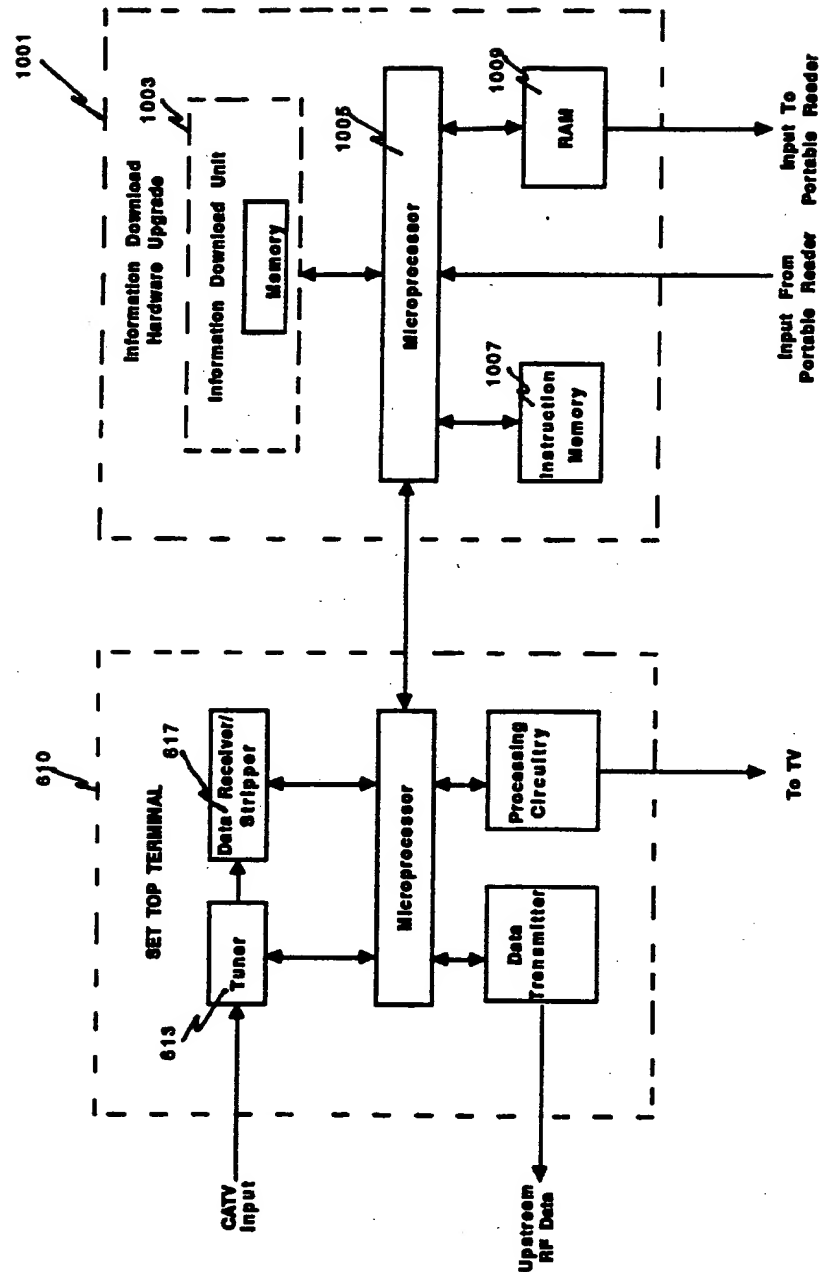 610
SET TOP TERMINAL
CATV
Input
613
Tuner
617
Data Receiver/
Stripper
Microprocessor
Data
Transmitter
Processing
Circuitry
Upstream
RF Data
To TV
1001
Information Download
Hardware Upgrade
1003
Information Download Unit
Memory
1005
Microprocessor
1007
Instruction
Memory
1009
RAM
Input From
Portable Reader
Input To
Portable Reader